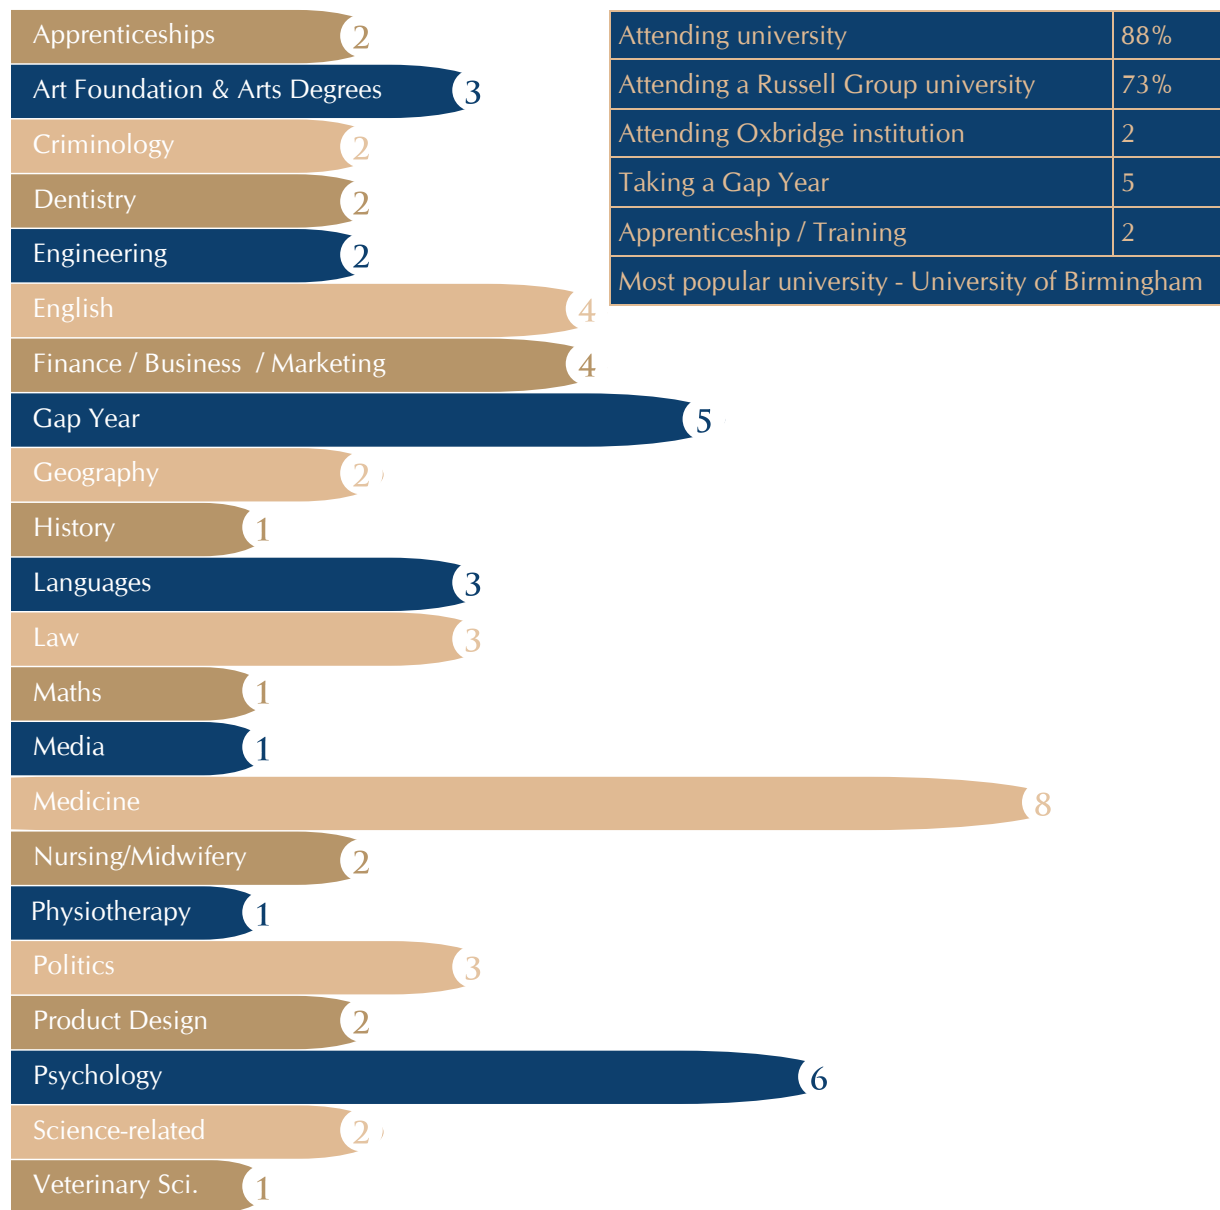 Apprenticeships 2
Art Foundation & Arts Degrees 3
Criminology 2
Dentistry 2
Engineering 2
English 4
Finance / Business / Marketing 4
Gap Year 5
Geography 2
History 1
Languages 3
Law 3
Maths 1
Media 1
Medicine 8
Nursing/Midwifery 2
Physiotherapy 1
Politics 3
Product Design 2
Psychology 6
Science-related 2
Veterinary Sci. 1
Attending university 88%
Attending a Russell Group university 73%
Attending Oxbridge institution 2
Taking a Gap Year 5
Apprenticeship / Training 2
Most popular university - University of Birmingham